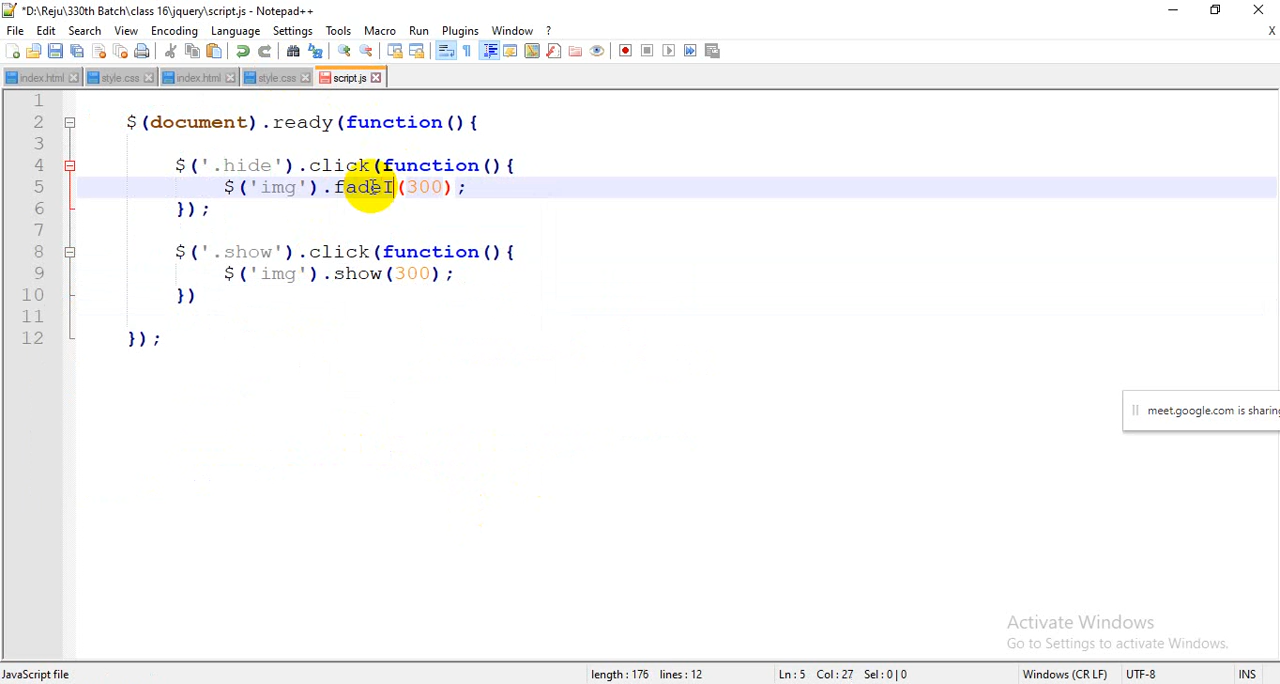 *D:\Reju\330th Batch\class 16\jquery\script.js - Notepad++
File Edit Search View Encoding Language Settings Tools Macro Run Plugins Window ? X
index.html style.css index.html style.css script.js
1
2 $(document).ready(function(){
3
4 $('.hide').click(function(){
5 $('img').fadeI(300);
6 });
7
8 $('.show').click(function(){
9 $('img').show(300);
10 })
11
12 });
meet.google.com is sharing
Activate Windows
Go to Settings to activate Windows.
JavaScript file length : 176 lines : 12 Ln : 5 Col : 27 Sel : 0 | 0 Windows (CR LF) UTF-8 INS